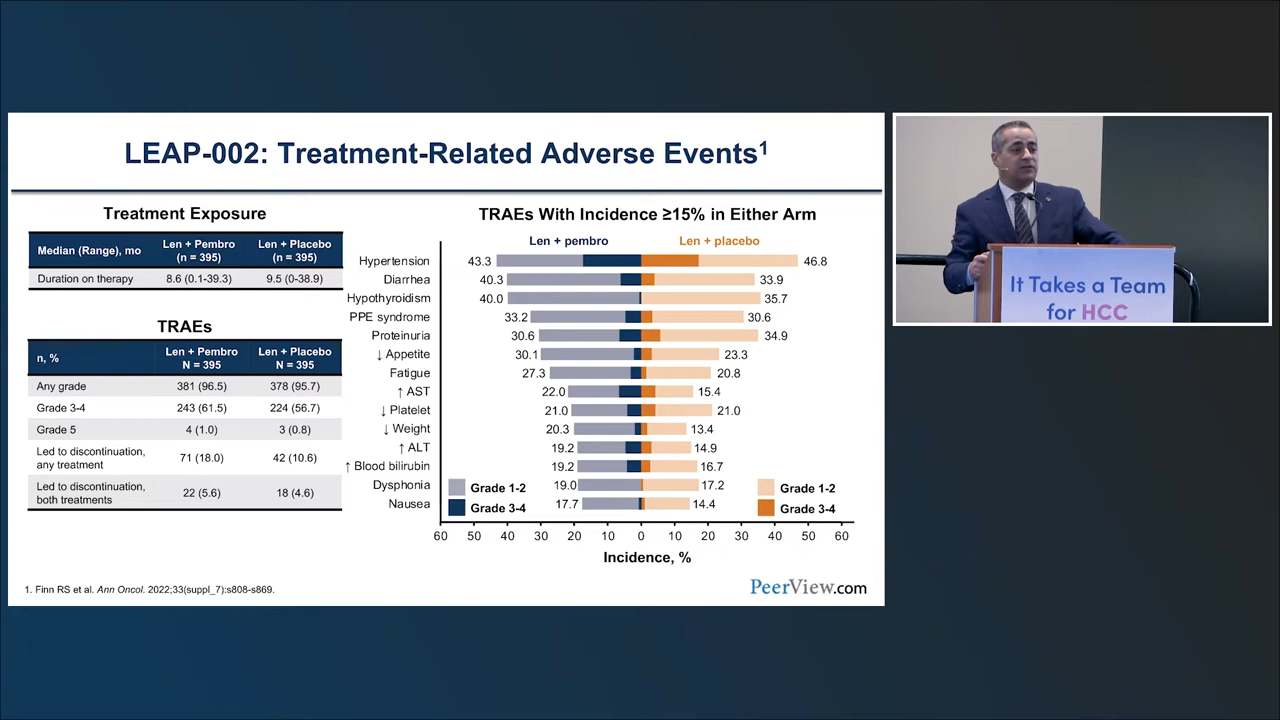 LEAP-002: Treatment-Related Adverse Events1
Treatment Exposure
Median (Range), mo Len + Pembro (n = 395) Len + Placebo (n = 395)
Duration on therapy 8.6 (0.1-39.3) 9.5 (0-38.9)
TRAEs
n, % Len + Pembro N = 395 Len + Placebo N = 395
Any grade 381 (96.5) 378 (95.7)
Grade 3-4 243 (61.5) 224 (56.7)
Grade 5 4 (1.0) 3 (0.8)
Led to discontinuation, any treatment 71 (18.0) 42 (10.6)
Led to discontinuation, both treatments 22 (5.6) 18 (4.6)
TRAEs With Incidence ≥15% in Either Arm
Len + pembro Len + placebo
Hypertension 43.3 46.8
Diarrhea 40.3 33.9
Hypothyroidism 40.0 35.7
PPE syndrome 33.2 30.6
Proteinuria 30.6 34.9
↓ Appetite 30.1 23.3
Fatigue 27.3 20.8
↑ AST 22.0 15.4
↓ Platelet 21.0 21.0
↓ Weight 20.3 13.4
↑ ALT 19.2 14.9
↑ Blood bilirubin 19.2 16.7
Dysphonia 19.0 17.2
Nausea 17.7 14.4
Grade 1-2
Grade 3-4
Grade 1-2
Grade 3-4
60 50 40 30 20 10 0 10 20 30 40 50 60
Incidence, %
1. Finn RS et al. Ann Oncol. 2022;33(suppl_7):s808-s869.
PeerView.com
It Takes a Team
for HCC